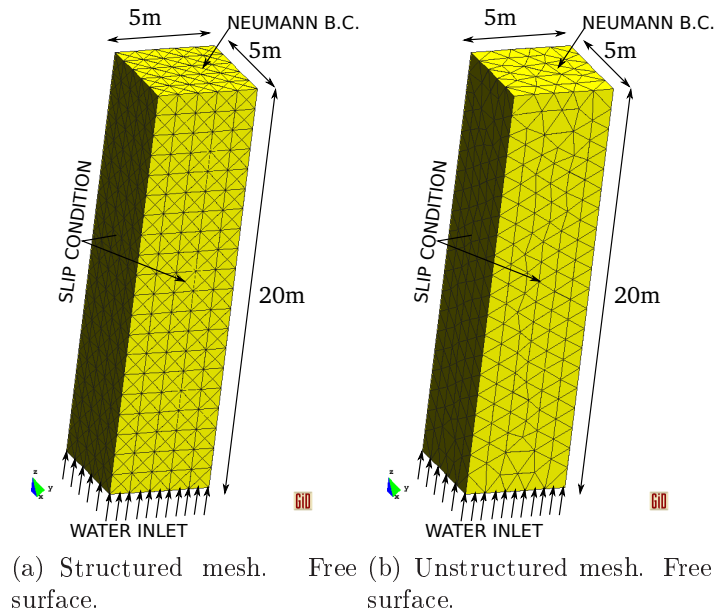 5m
NEUMANN B.C.
5m
SLIP CONDITION
20m
z
y
x
GiD
WATER INLET
5m
NEUMANN B.C.
5m
SLIP CONDITION
20m
z
y
x
GiD
WATER INLET
(a) Structured mesh. Free
surface.
(b) Unstructured mesh. Free
surface.